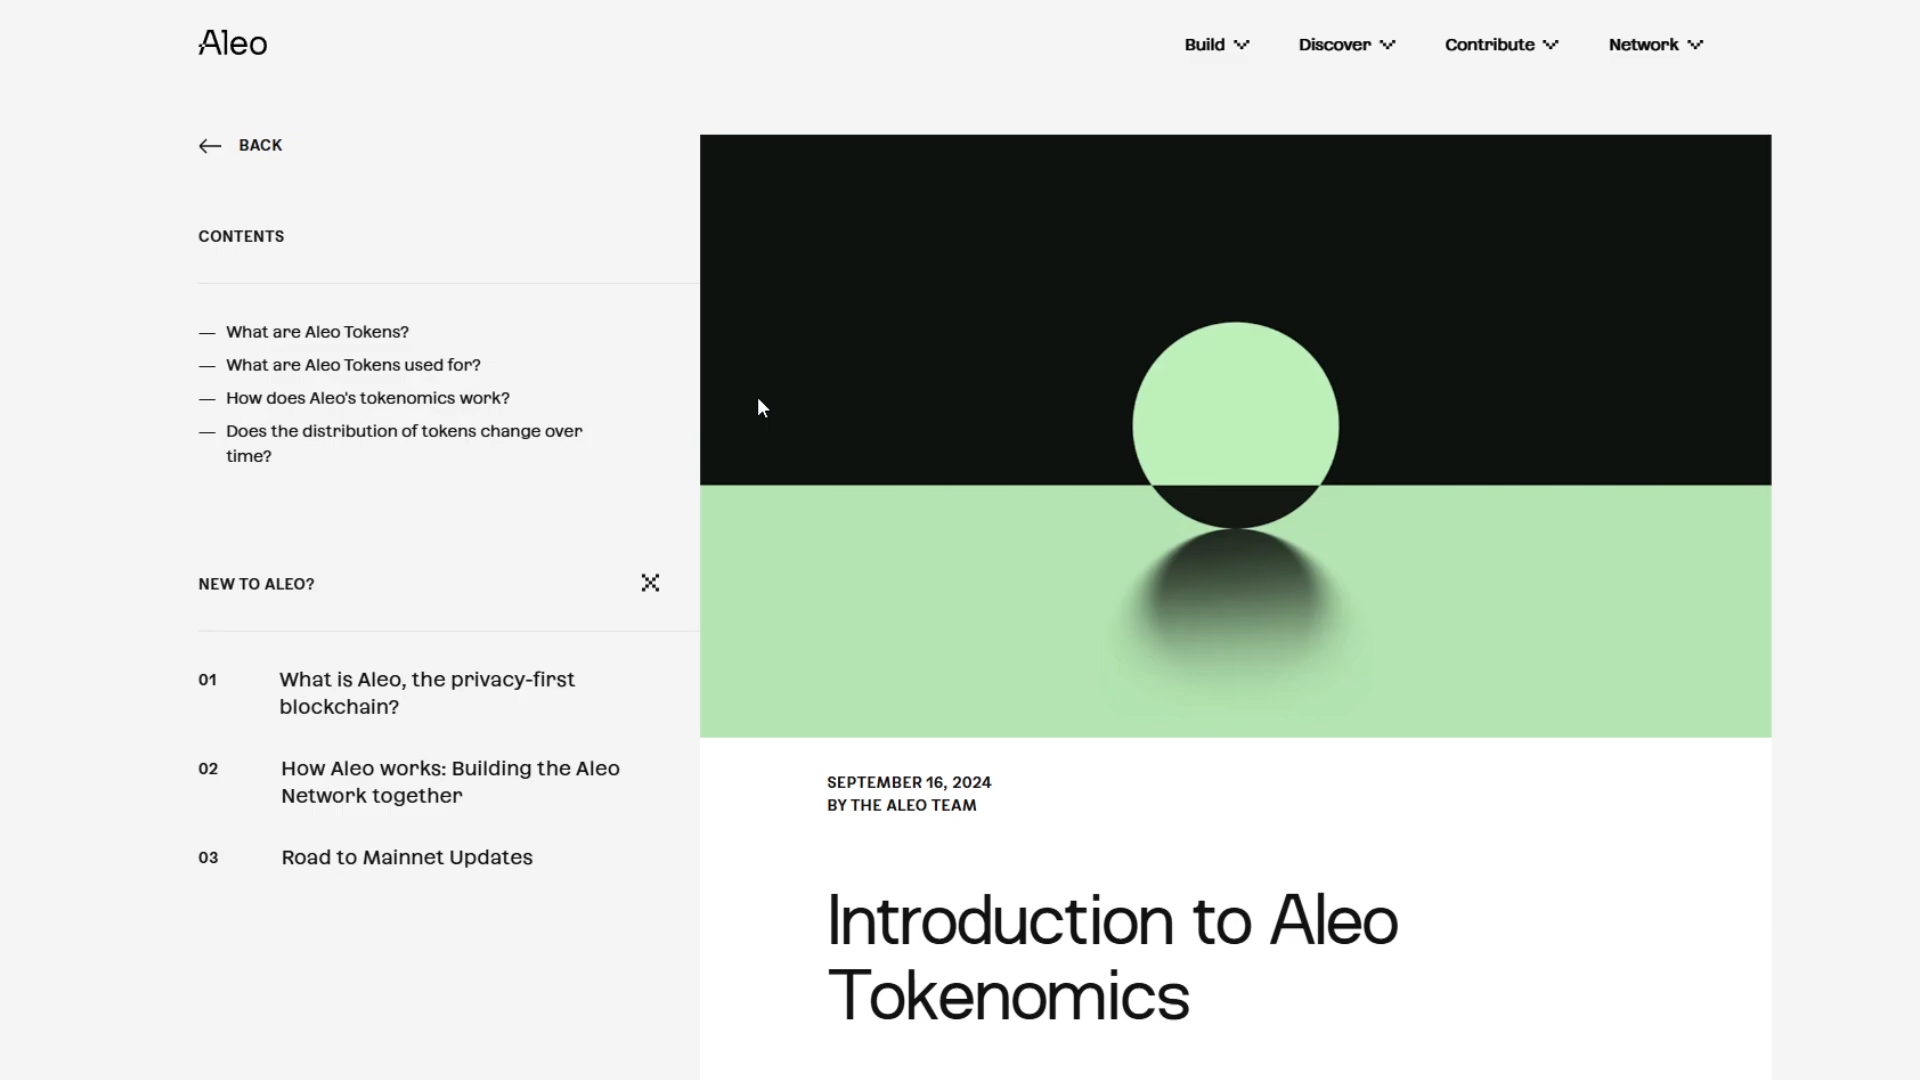 Aleo
Build
Discover
Contribute
Network
BACK
CONTENTS
— What are Aleo Tokens?
— What are Aleo Tokens used for?
— How does Aleo's tokenomics work?
— Does the distribution of tokens change over
time?
NEW TO ALEO?
01 What is Aleo, the privacy-first
blockchain?
02 How Aleo works: Building the Aleo
Network together
03 Road to Mainnet Updates
SEPTEMBER 16, 2024
BY THE ALEO TEAM
Introduction to Aleo
Tokenomics